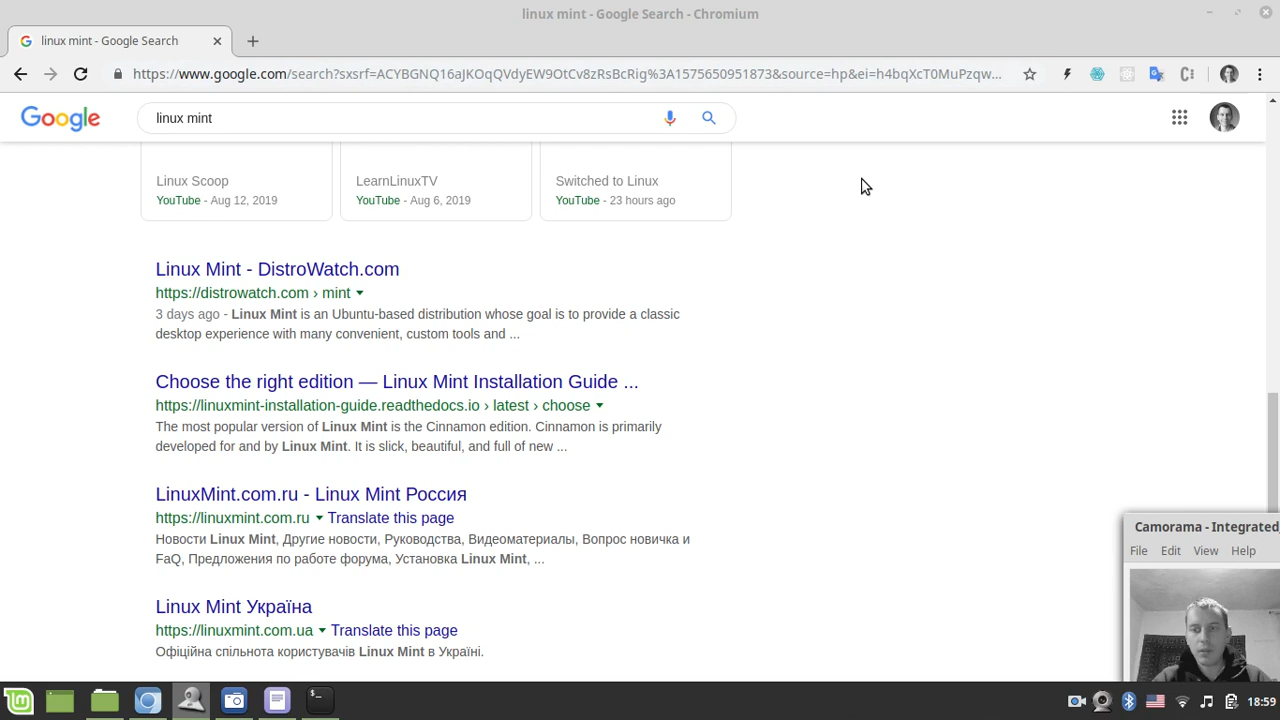 linux mint - Google Search - Chromium
linux mint - Google Search
https://www.google.com/search?sxsrf=ACYBGNQ16aJKOqQVdyEW9OtCv8zRsBcRig%3A1575650951873&source=hp&ei=h4bqXcT0MuPzqw...
Google
linux mint
Linux Scoop
LearnLinuxTV
Switched to Linux
YouTube - Aug 12, 2019
YouTube - Aug 6, 2019
YouTube - 23 hours ago
Linux Mint - DistroWatch.com
https://distrowatch.com › mint
3 days ago - Linux Mint is an Ubuntu-based distribution whose goal is to provide a classic
desktop experience with many convenient, custom tools and ...
Choose the right edition — Linux Mint Installation Guide ...
https://linuxmint-installation-guide.readthedocs.io › latest › choose
The most popular version of Linux Mint is the Cinnamon edition. Cinnamon is primarily
developed for and by Linux Mint. It is slick, beautiful, and full of new ...
LinuxMint.com.ru - Linux Mint Россия
https://linuxmint.com.ru Translate this page
Новости Linux Mint, Другие новости, Руководства, Видеоматериалы, Вопрос новичка и
FaQ, Предложения по работе форума, Установка Linux Mint, ...
Linux Mint Україна
https://linuxmint.com.ua Translate this page
Офіційна спільнота користувачів Linux Mint в Україні.
Camorama - Integrated
File Edit View Help
18:59